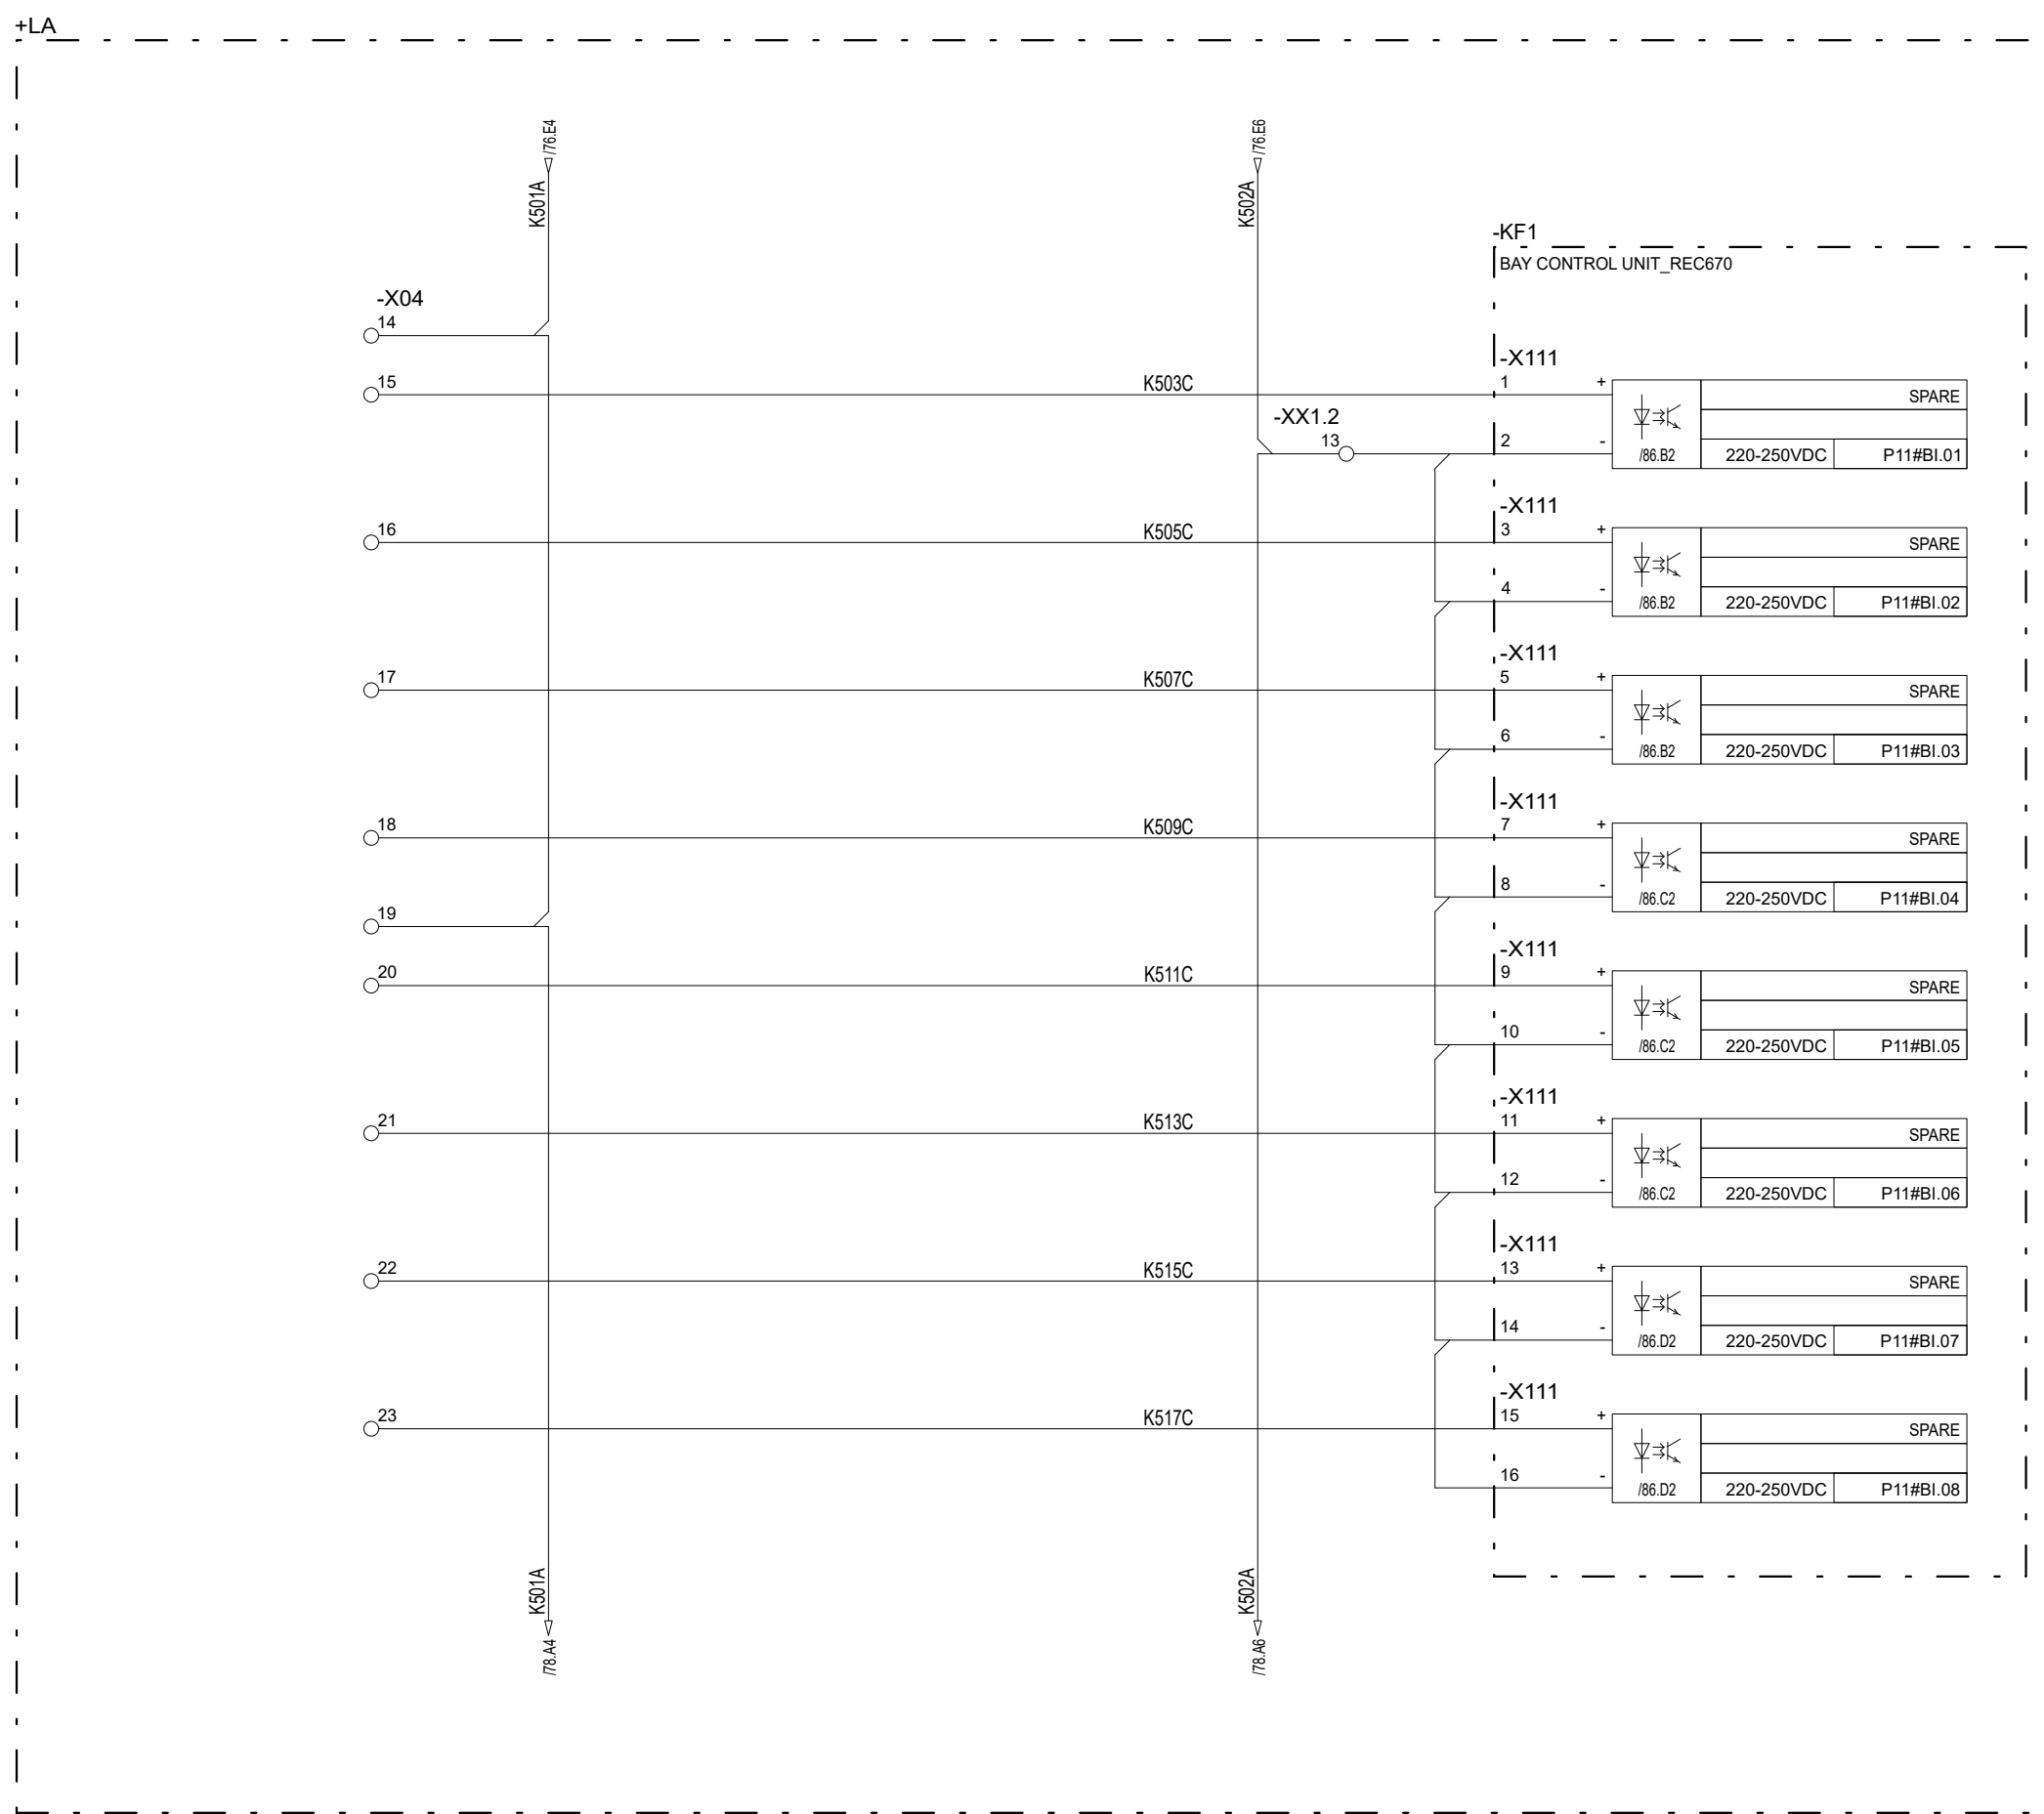 +LA
/76.E4
/76.E6
K501A
K502A
-KF1
BAY CONTROL UNIT_REC670
-X04
14
-X111
15 K503C 1 + SPARE
-XX1.2
13 2 - /86.B2 220-250VDC P11#BI.01
-X111
16 K505C 3 + SPARE
4 - /86.B2 220-250VDC P11#BI.02
-X111
17 K507C 5 + SPARE
6 - /86.B2 220-250VDC P11#BI.03
-X111
18 K509C 7 + SPARE
8 - /86.C2 220-250VDC P11#BI.04
19
-X111
20 K511C 9 + SPARE
10 - /86.C2 220-250VDC P11#BI.05
-X111
21 K513C 11 + SPARE
12 - /86.C2 220-250VDC P11#BI.06
-X111
22 K515C 13 + SPARE
14 - /86.D2 220-250VDC P11#BI.07
-X111
23 K517C 15 + SPARE
16 - /86.D2 220-250VDC P11#BI.08
K501A
K502A
/78.A4
/78.A6